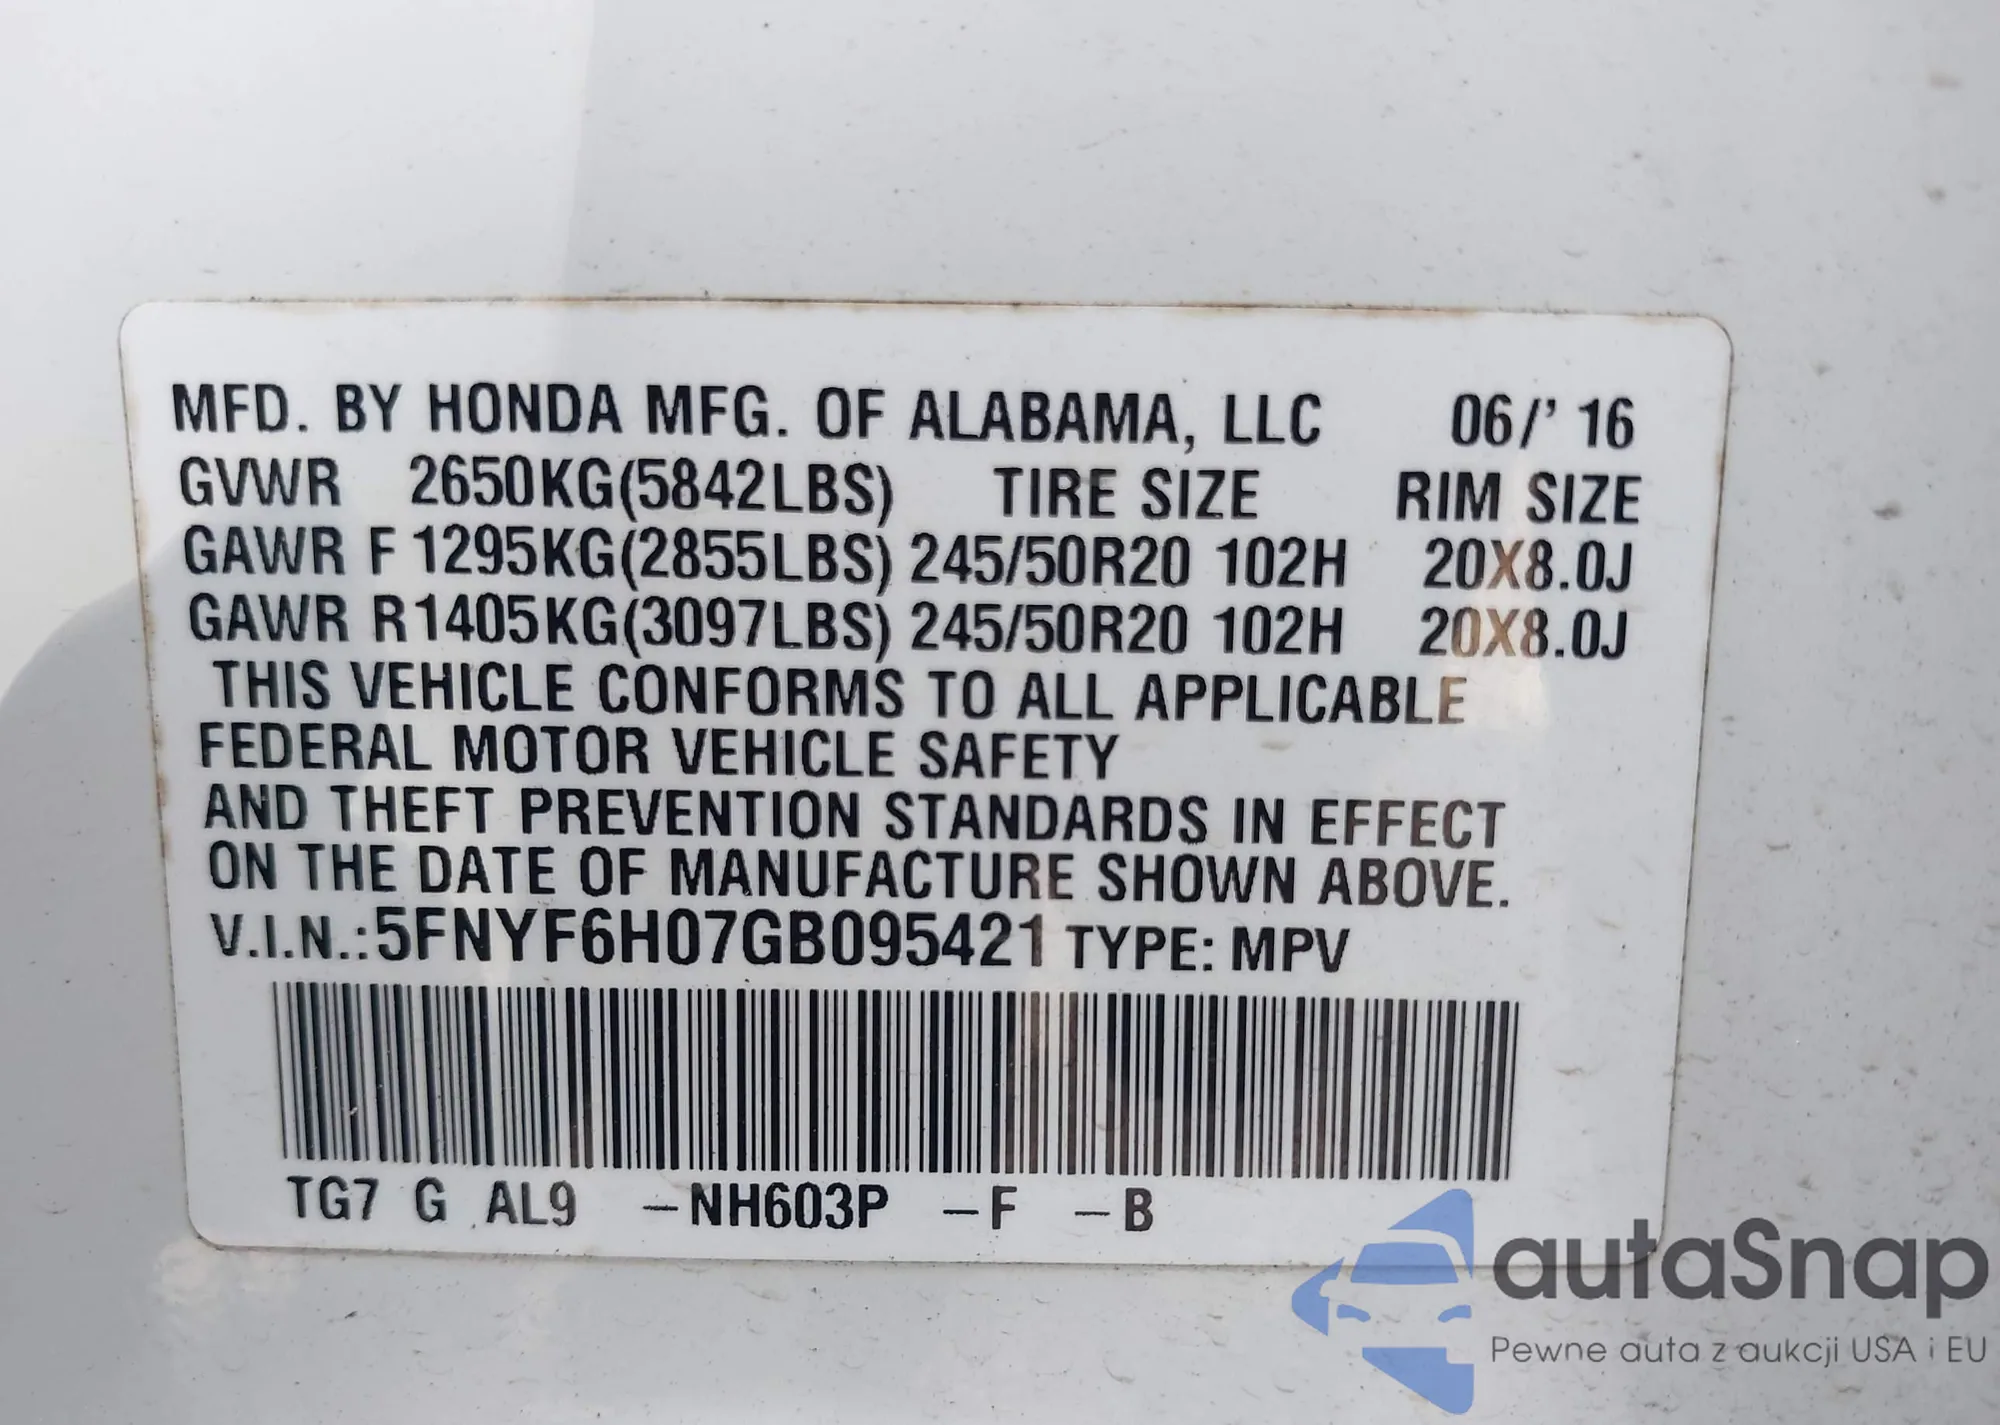 MFD. BY HONDA MFG. OF ALABAMA, LLC 06/' 16
GVWR 2650KG(5842LBS) TIRE SIZE RIM SIZE
GAWR F 1295KG(2855LBS) 245/50R20 102H 20X8.0J
GAWR R 1405KG(3097LBS) 245/50R20 102H 20X8.0J
THIS VEHICLE CONFORMS TO ALL APPLICABLE
FEDERAL MOTOR VEHICLE SAFETY
AND THEFT PREVENTION STANDARDS IN EFFECT
ON THE DATE OF MANUFACTURE SHOWN ABOVE.
V.I.N.:5FNYF6H07GB095421 TYPE: MPV
TG7 G AL9 –NH603P –F –B
autaSnap
Pewne auta z aukcji USA i EU